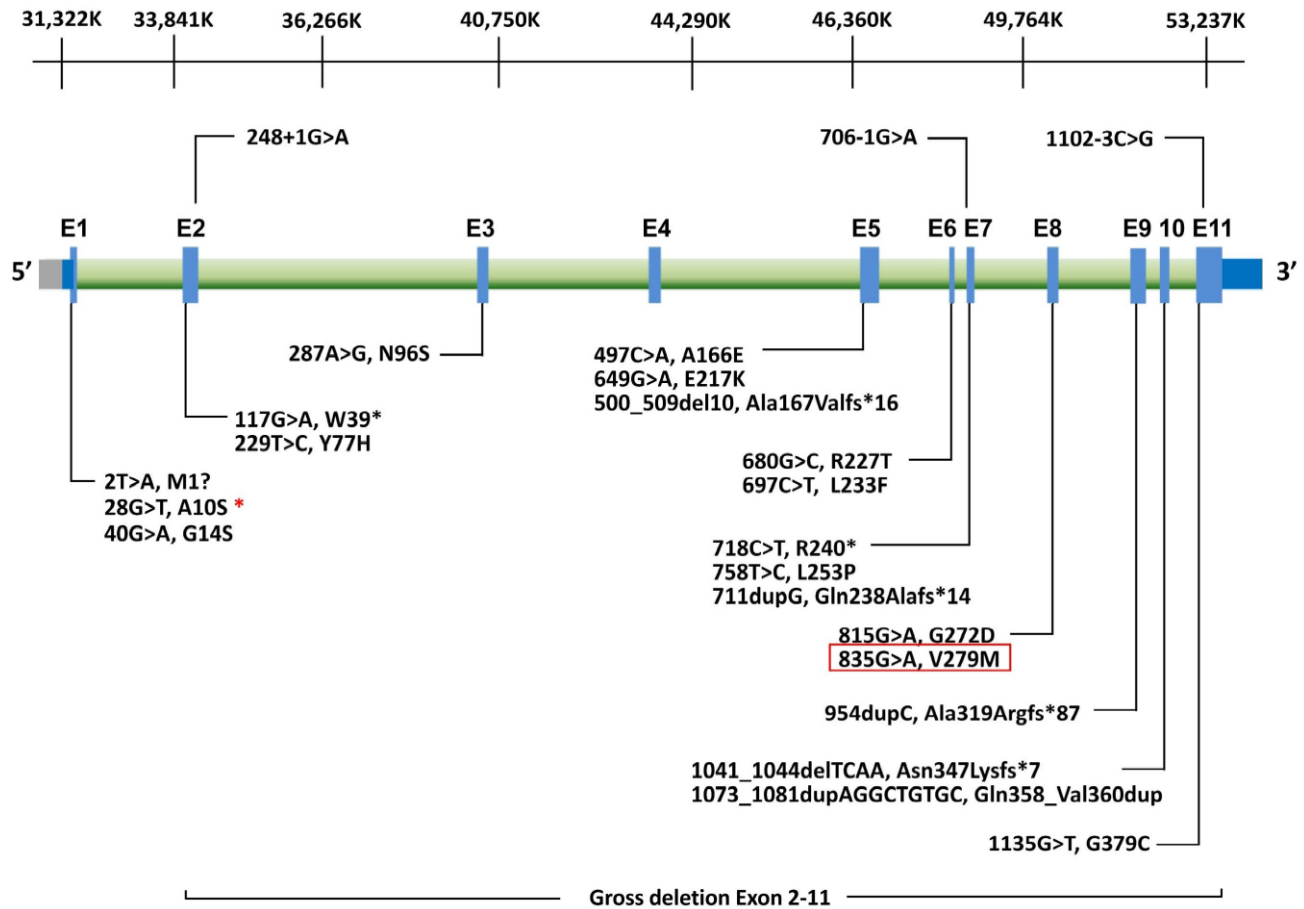 31,322K 33,841K 36,266K 40,750K 44,290K 46,360K 49,764K 53,237K
248+1G>A 706-1G>A 1102-3C>G
E1 E2 E3 E4 E5 E6 E7 E8 E9 10 E11
5’ 3’
287A>G, N96S
497C>A, A166E
649G>A, E217K
500_509del10, Ala167Valfs*16
117G>A, W39*
229T>C, Y77H
680G>C, R227T
697C>T, L233F
2T>A, M1?
28G>T, A10S *
40G>A, G14S
718C>T, R240*
758T>C, L253P
711dupG, Gln238Alafs*14
815G>A, G272D
835G>A, V279M
954dupC, Ala319Argfs*87
1041_1044delTCAA, Asn347Lysfs*7
1073_1081dupAGGCTGTGC, Gln358_Val360dup
1135G>T, G379C
Gross deletion Exon 2-11